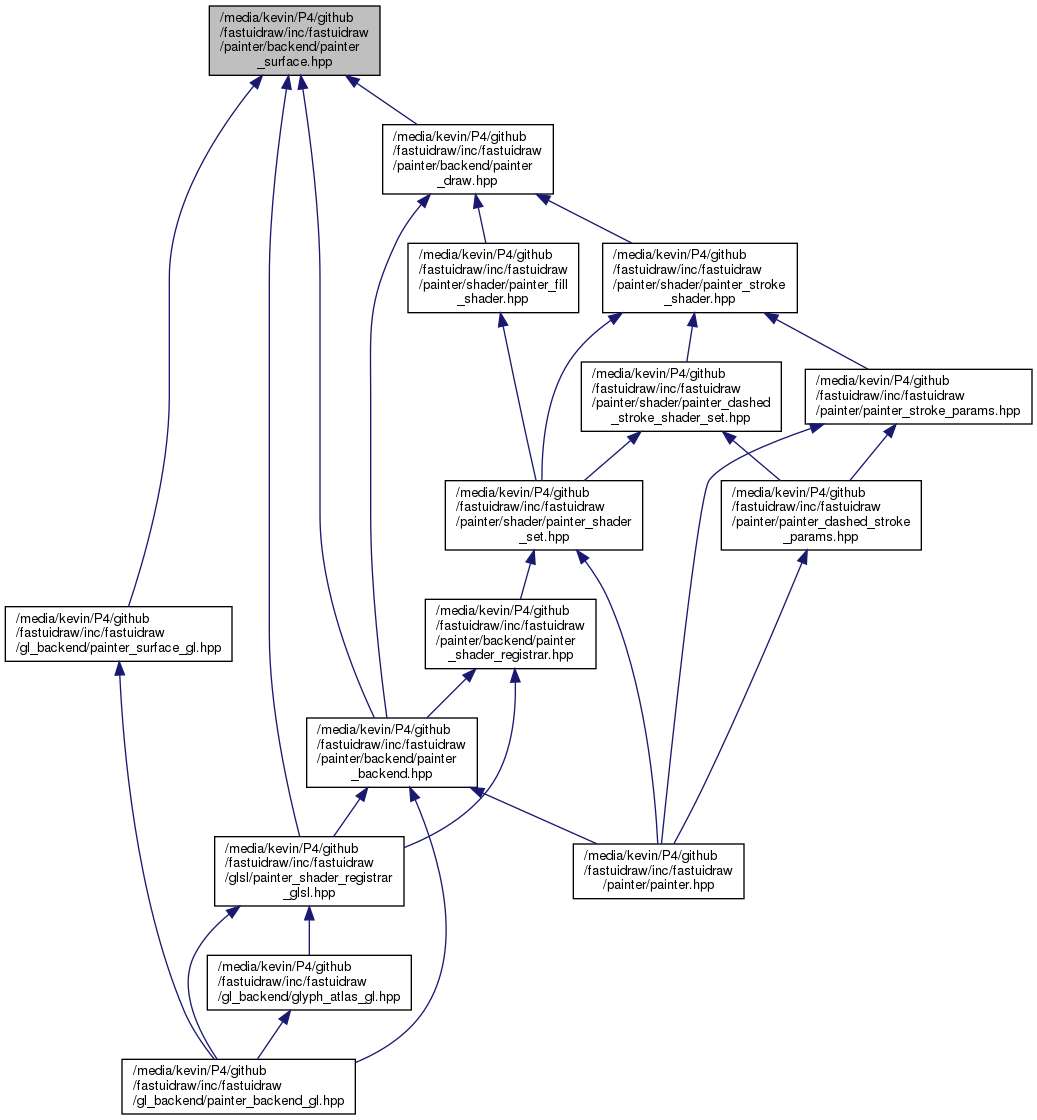 /media/kevin/P4/github
/fastuidraw/inc/fastuidraw
/painter/backend/painter
_surface.hpp
/media/kevin/P4/github
/fastuidraw/inc/fastuidraw
/painter/backend/painter
_draw.hpp
/media/kevin/P4/github
/fastuidraw/inc/fastuidraw
/painter/shader/painter_fill
_shader.hpp
/media/kevin/P4/github
/fastuidraw/inc/fastuidraw
/painter/shader/painter_stroke
_shader.hpp
/media/kevin/P4/github
/fastuidraw/inc/fastuidraw
/painter/shader/painter_dashed
_stroke_shader_set.hpp
/media/kevin/P4/github
/fastuidraw/inc/fastuidraw
/painter/painter_stroke_params.hpp
/media/kevin/P4/github
/fastuidraw/inc/fastuidraw
/painter/shader/painter_shader
_set.hpp
/media/kevin/P4/github
/fastuidraw/inc/fastuidraw
/painter/painter_dashed_stroke
_params.hpp
/media/kevin/P4/github
/fastuidraw/inc/fastuidraw
/gl_backend/painter_surface_gl.hpp
/media/kevin/P4/github
/fastuidraw/inc/fastuidraw
/painter/backend/painter
_shader_registrar.hpp
/media/kevin/P4/github
/fastuidraw/inc/fastuidraw
/painter/backend/painter
_backend.hpp
/media/kevin/P4/github
/fastuidraw/inc/fastuidraw
/glsl/painter_shader_registrar
_glsl.hpp
/media/kevin/P4/github
/fastuidraw/inc/fastuidraw
/painter/painter.hpp
/media/kevin/P4/github
/fastuidraw/inc/fastuidraw
/gl_backend/glyph_atlas_gl.hpp
/media/kevin/P4/github
/fastuidraw/inc/fastuidraw
/gl_backend/painter_backend_gl.hpp